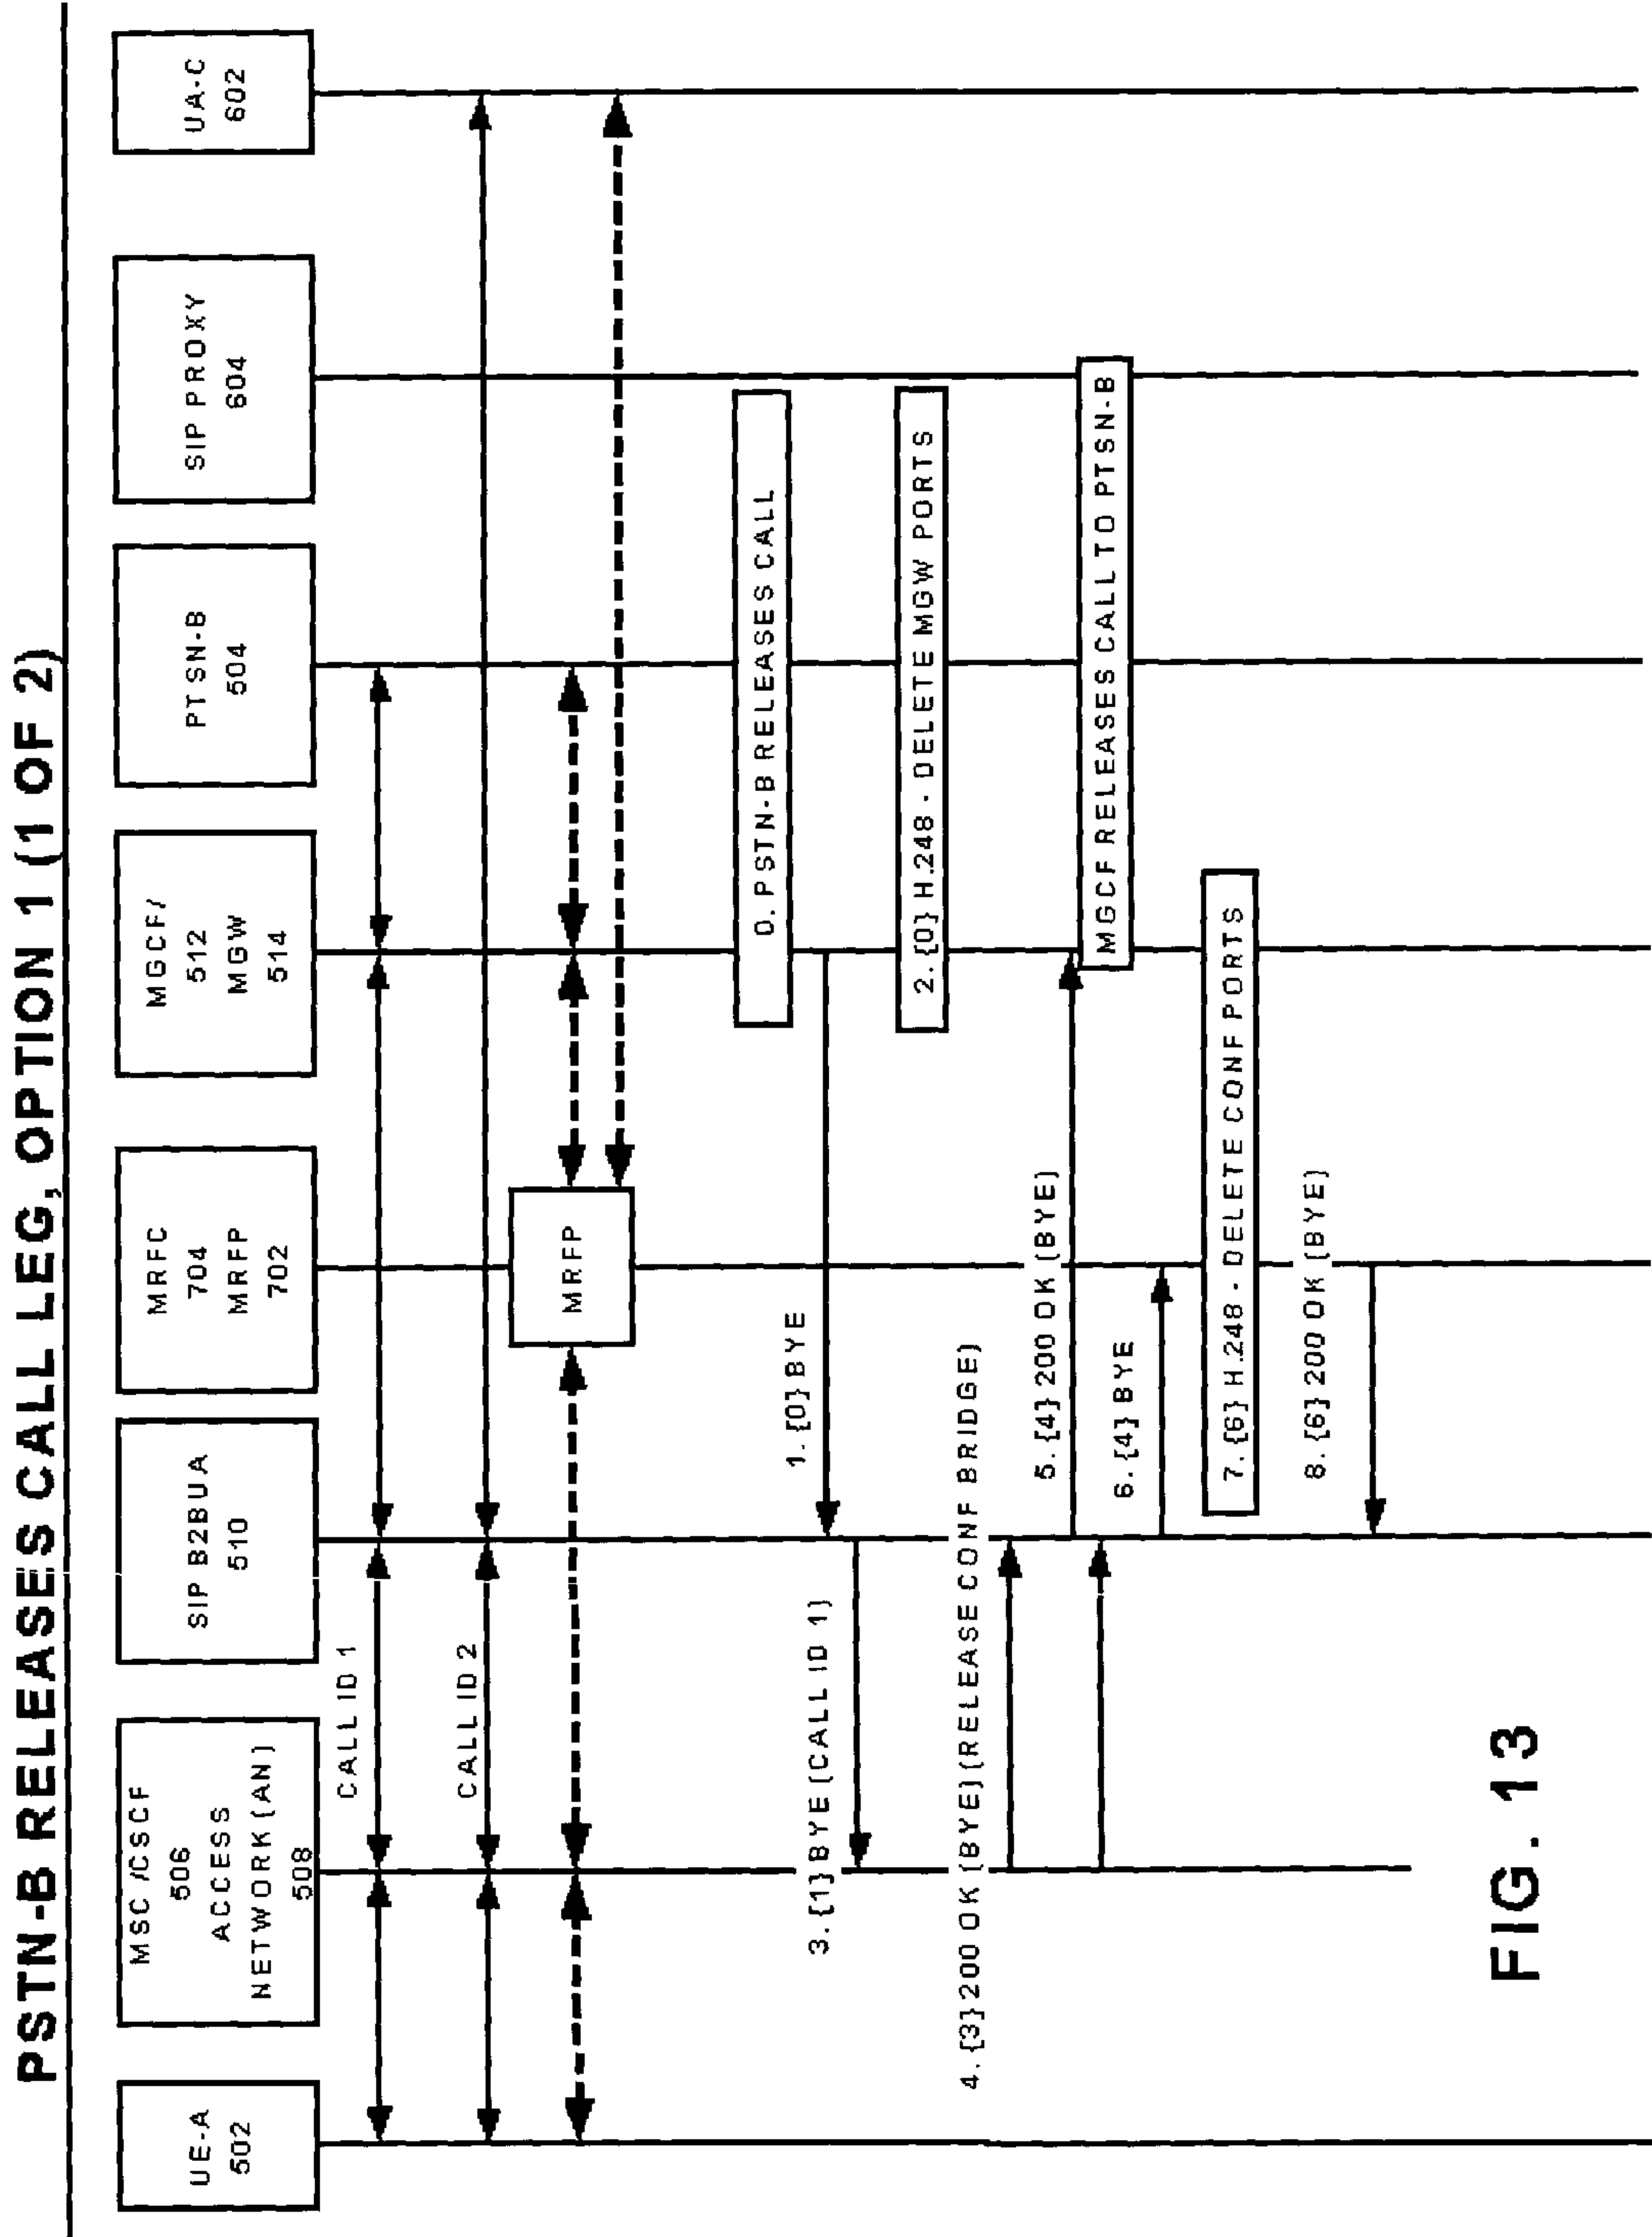 PSTN-B RELEASES CALL LEG, OPTION 1 (1 OF 2)
UE-A
502
MSC /CSCF
506
ACCESS
NETWORK (AN)
508
SIP B2BUA
510
MRFC
704
MRFP
702
MGCF/
512
MGW
514
PTSN-B
504
SIP PROXY
604
UA-C
602
CALL ID 1
CALL ID 2
MRFP
0. PSTN-B RELEASES CALL
1. {0} BYE
3. {1} BYE (CALL ID 1)
2. {0} H.248 - DELETE MGW PORTS
4. {3} 200 OK (BYE) (RELEASE CONF BRIDGE)
5. {4} 200 OK (BYE)
MGCF RELEASES CALL TO PTSN-B
6. {4} BYE
7. {6} H.248 - DELETE CONF PORTS
8. {6} 200 OK (BYE)
FIG. 13